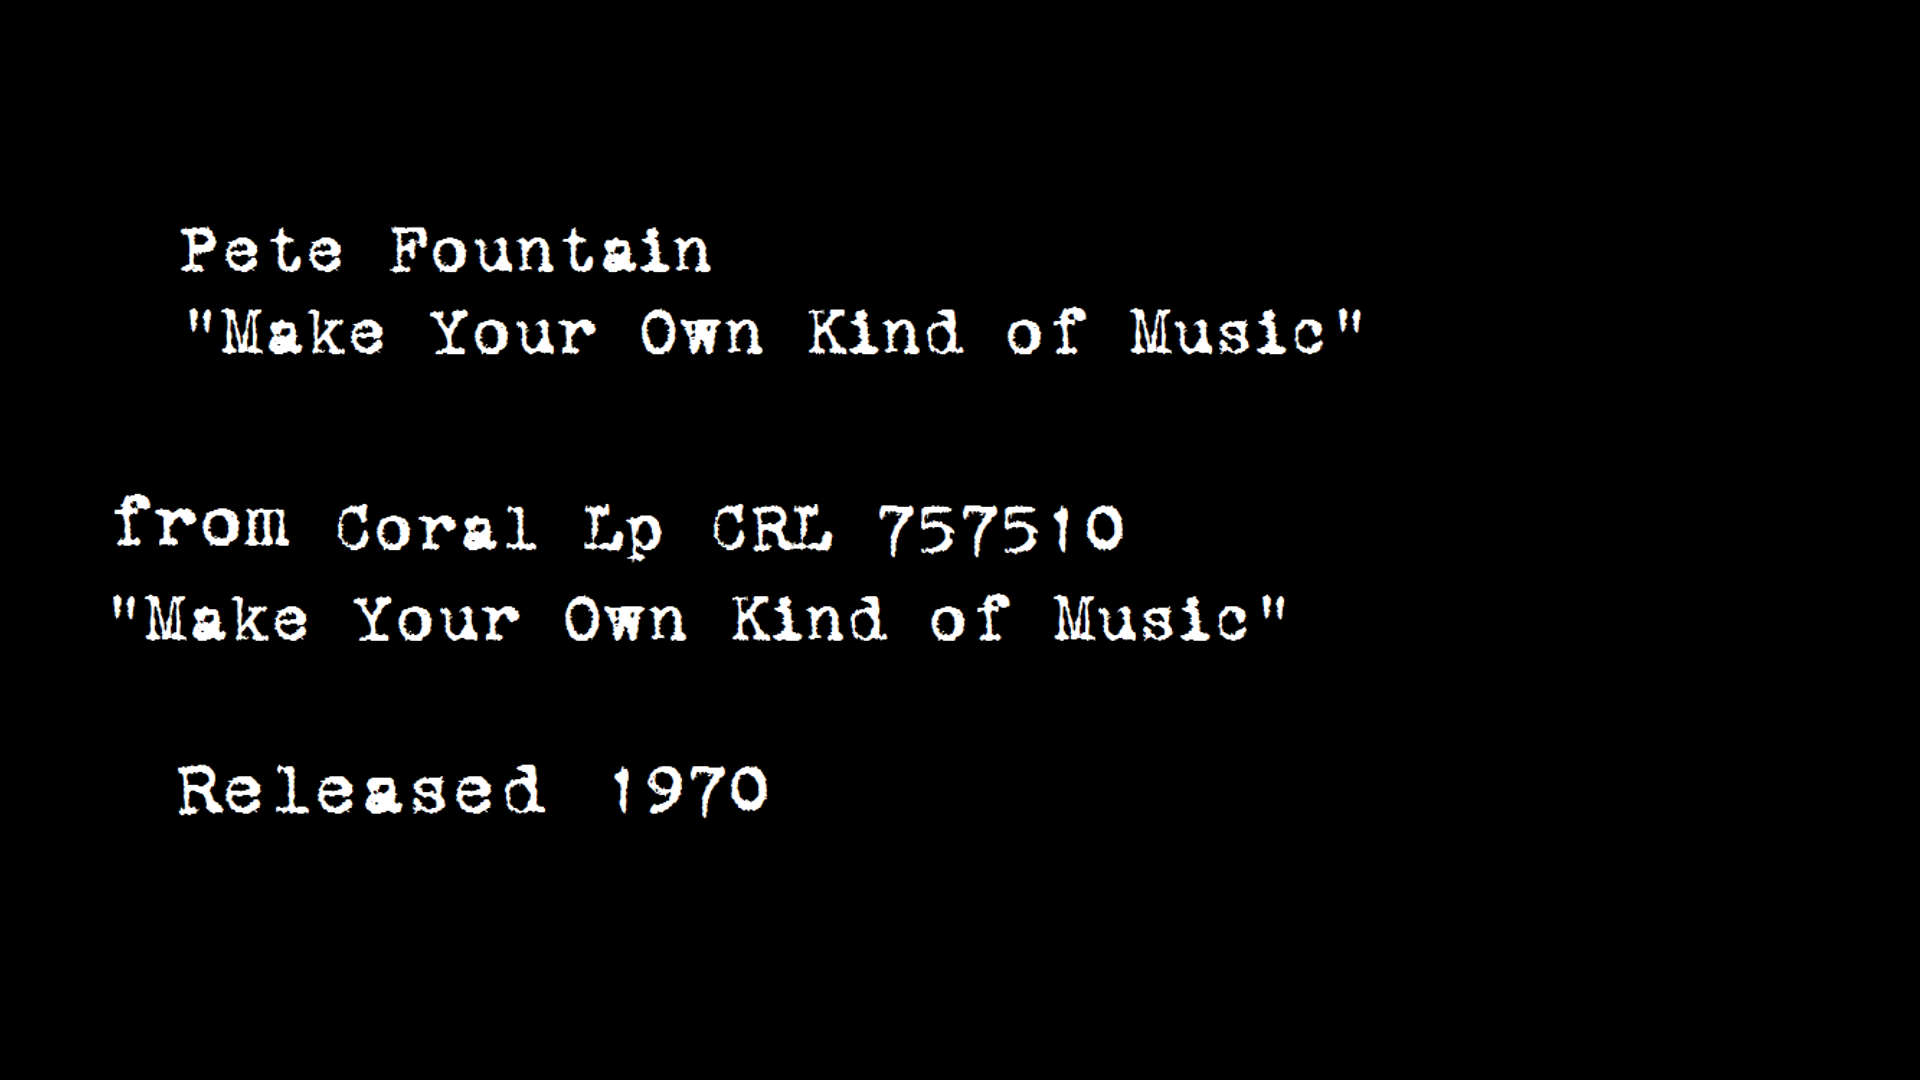 Pete Fountain
"Make Your Own Kind of Music"
from Coral Lp CRL 757510
"Make Your Own Kind of Music"
Released 1970